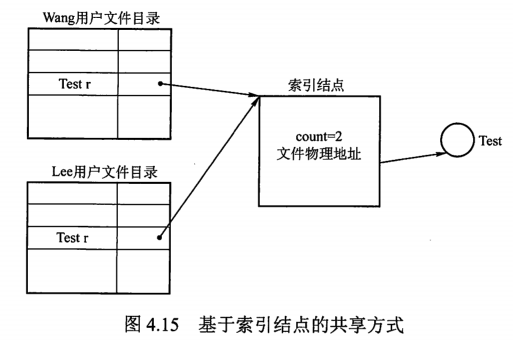 Wang用户文件目录
Test r
索引结点
count=2
文件物理地址
Test
Lee用户文件目录
Test r
图 4.15 基于索引结点的共享方式